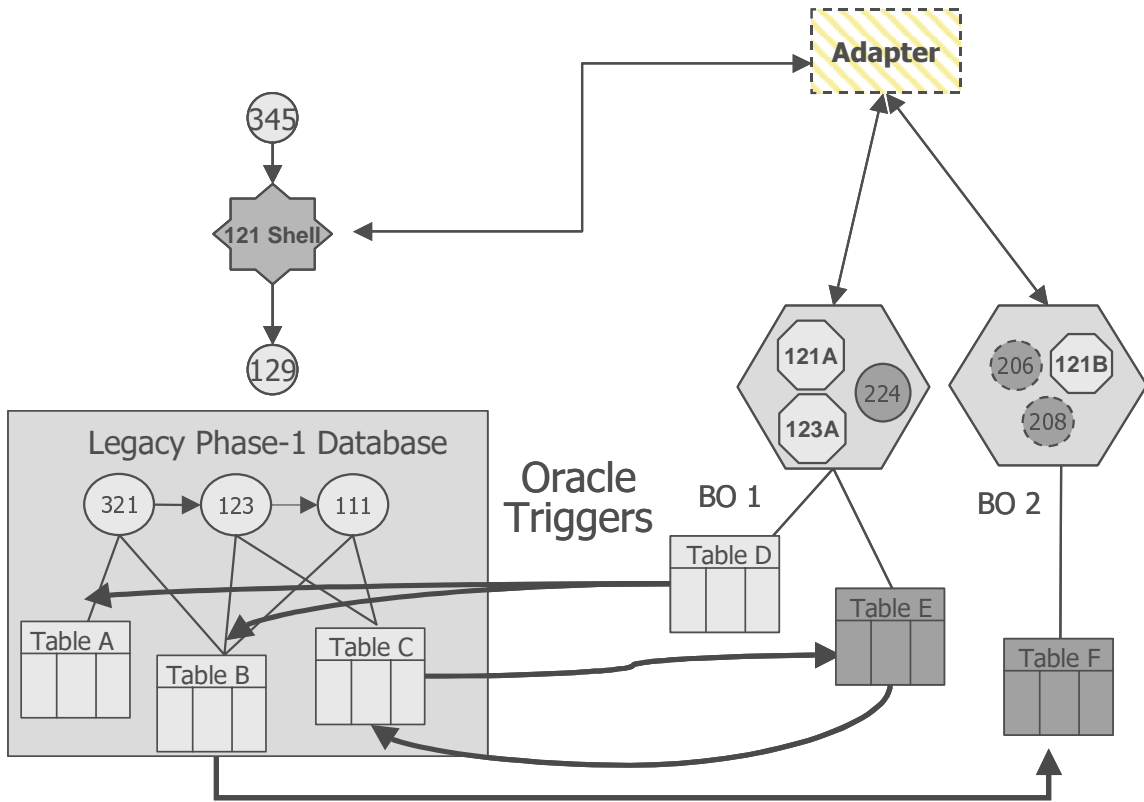 Adapter
345
121 Shell
129
121A
224
123A
206
121B
208
Legacy Phase-1 Database
321
123
111
Oracle
Triggers
BO 1
BO 2
Table D
Table E
Table A
Table B
Table C
Table F